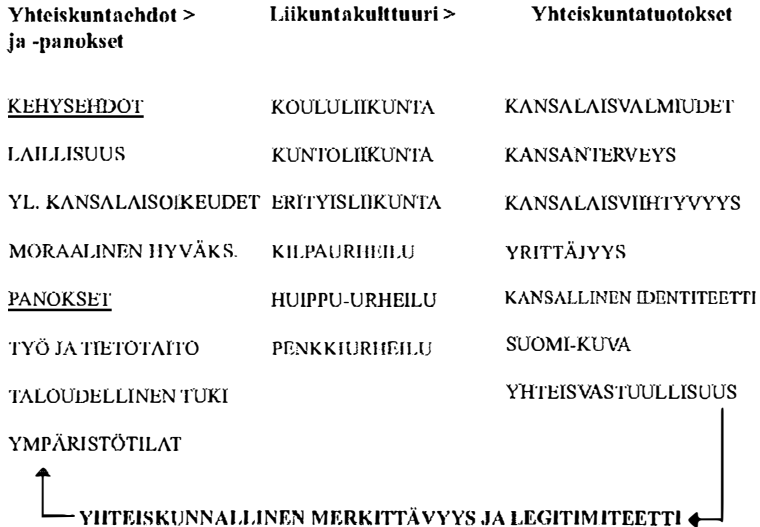 Yhteiskuntaehdot > Liikuntakulttuuri > Yhteiskuntatuotokset
ja -panokset
KEHYSEHDOT KOULULIIKUNTA KANSALAISVALMIUDET
LAILLISUUS KUNTOLIIKUNTA KANSANTERVEYS
YL. KANSALAISOIKEUDET ERITYISLIIKUNTA KANSALAISVIIHTYVYYS
MORAALINEN HYVÄKS. KILPAURHEILU YRITTÄJYYS
PANOKSET HUIPPU-URHEILU KANSALLINEN IDENTITEETTI
TYÖ JA TIETOTAITO PENKKIURHEILU SUOMI-KUVA
TALOUDELLINEN TUKI YHTEISVASTUULLISUUS
YMPÄRISTÖTILAT
YHTEISKUNNALLINEN MERKITTÄVYYS JA LEGITIMITEETTI